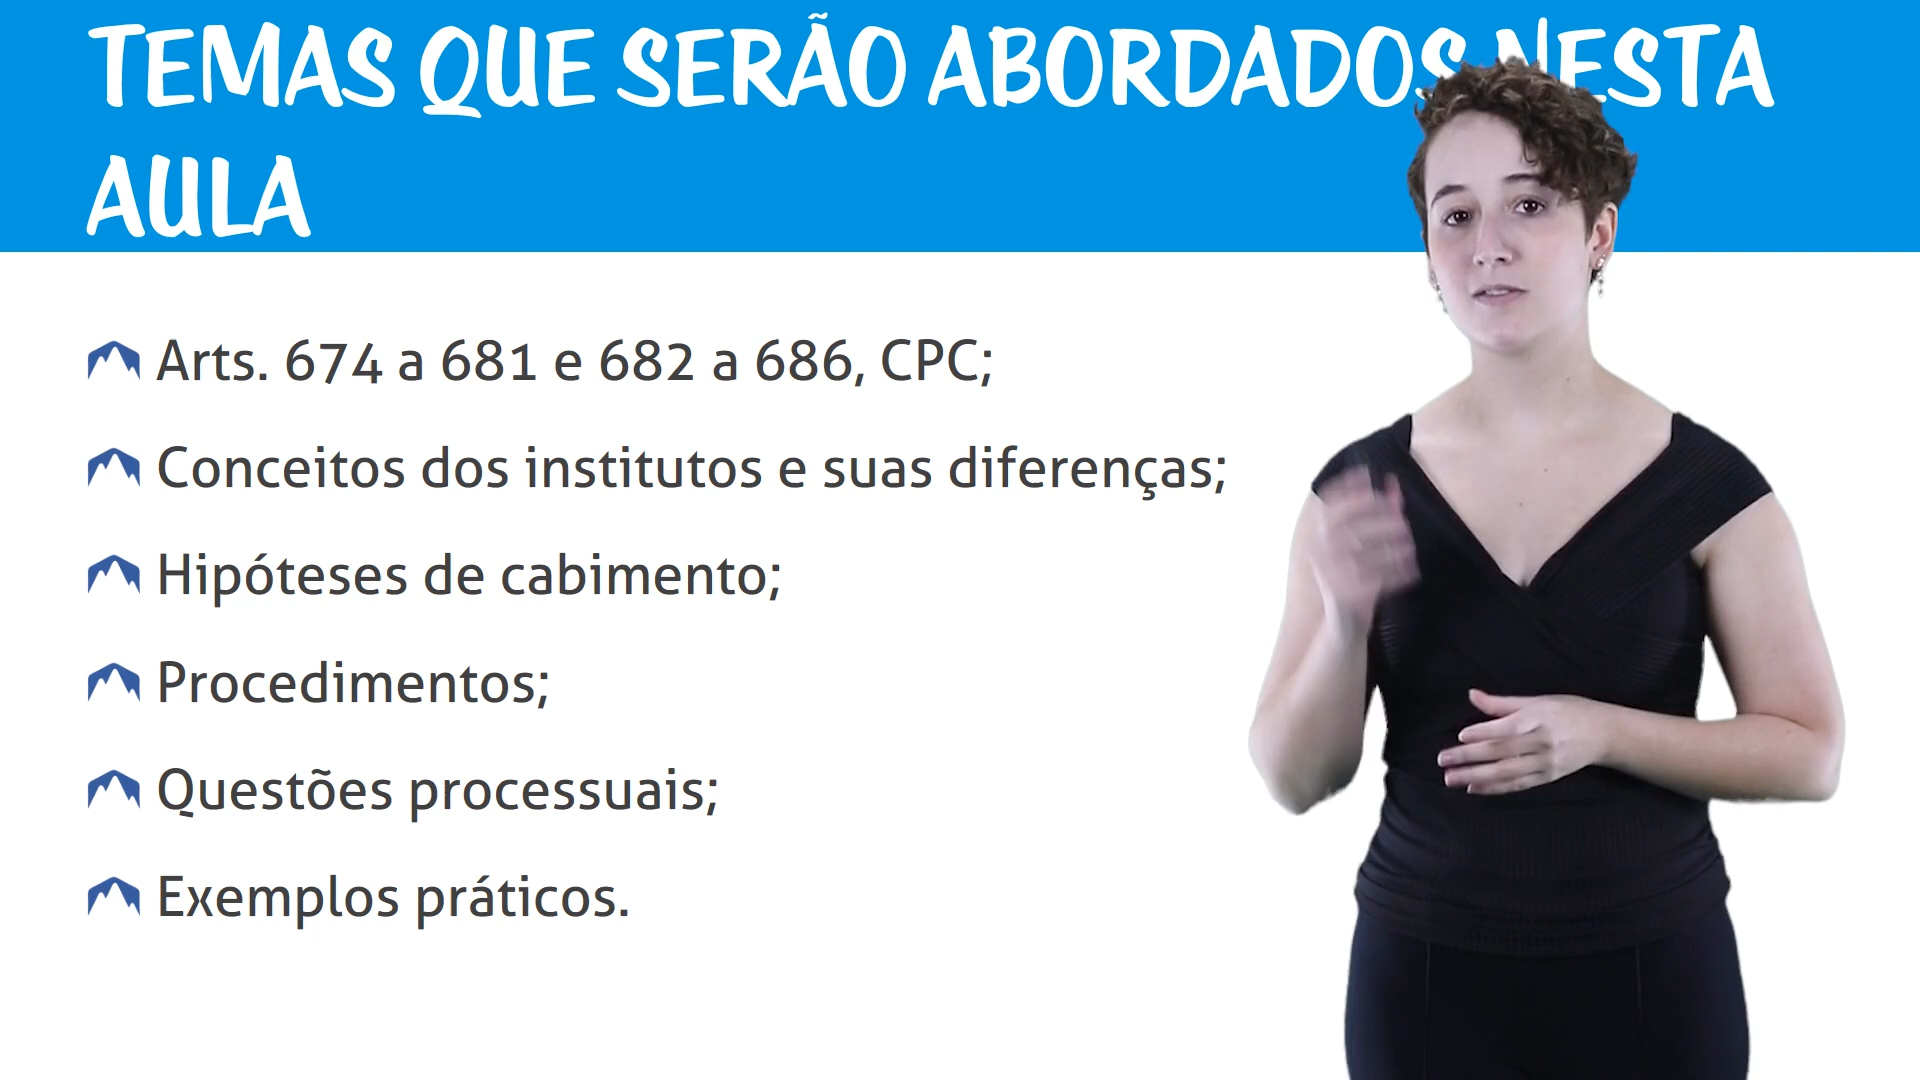 TEMAS QUE SERÃO ABORDADOS NESTA
AULA
Arts. 674 a 681 e 682 a 686, CPC;
Conceitos dos institutos e suas diferenças;
Hipóteses de cabimento;
Procedimentos;
Questões processuais;
Exemplos práticos.